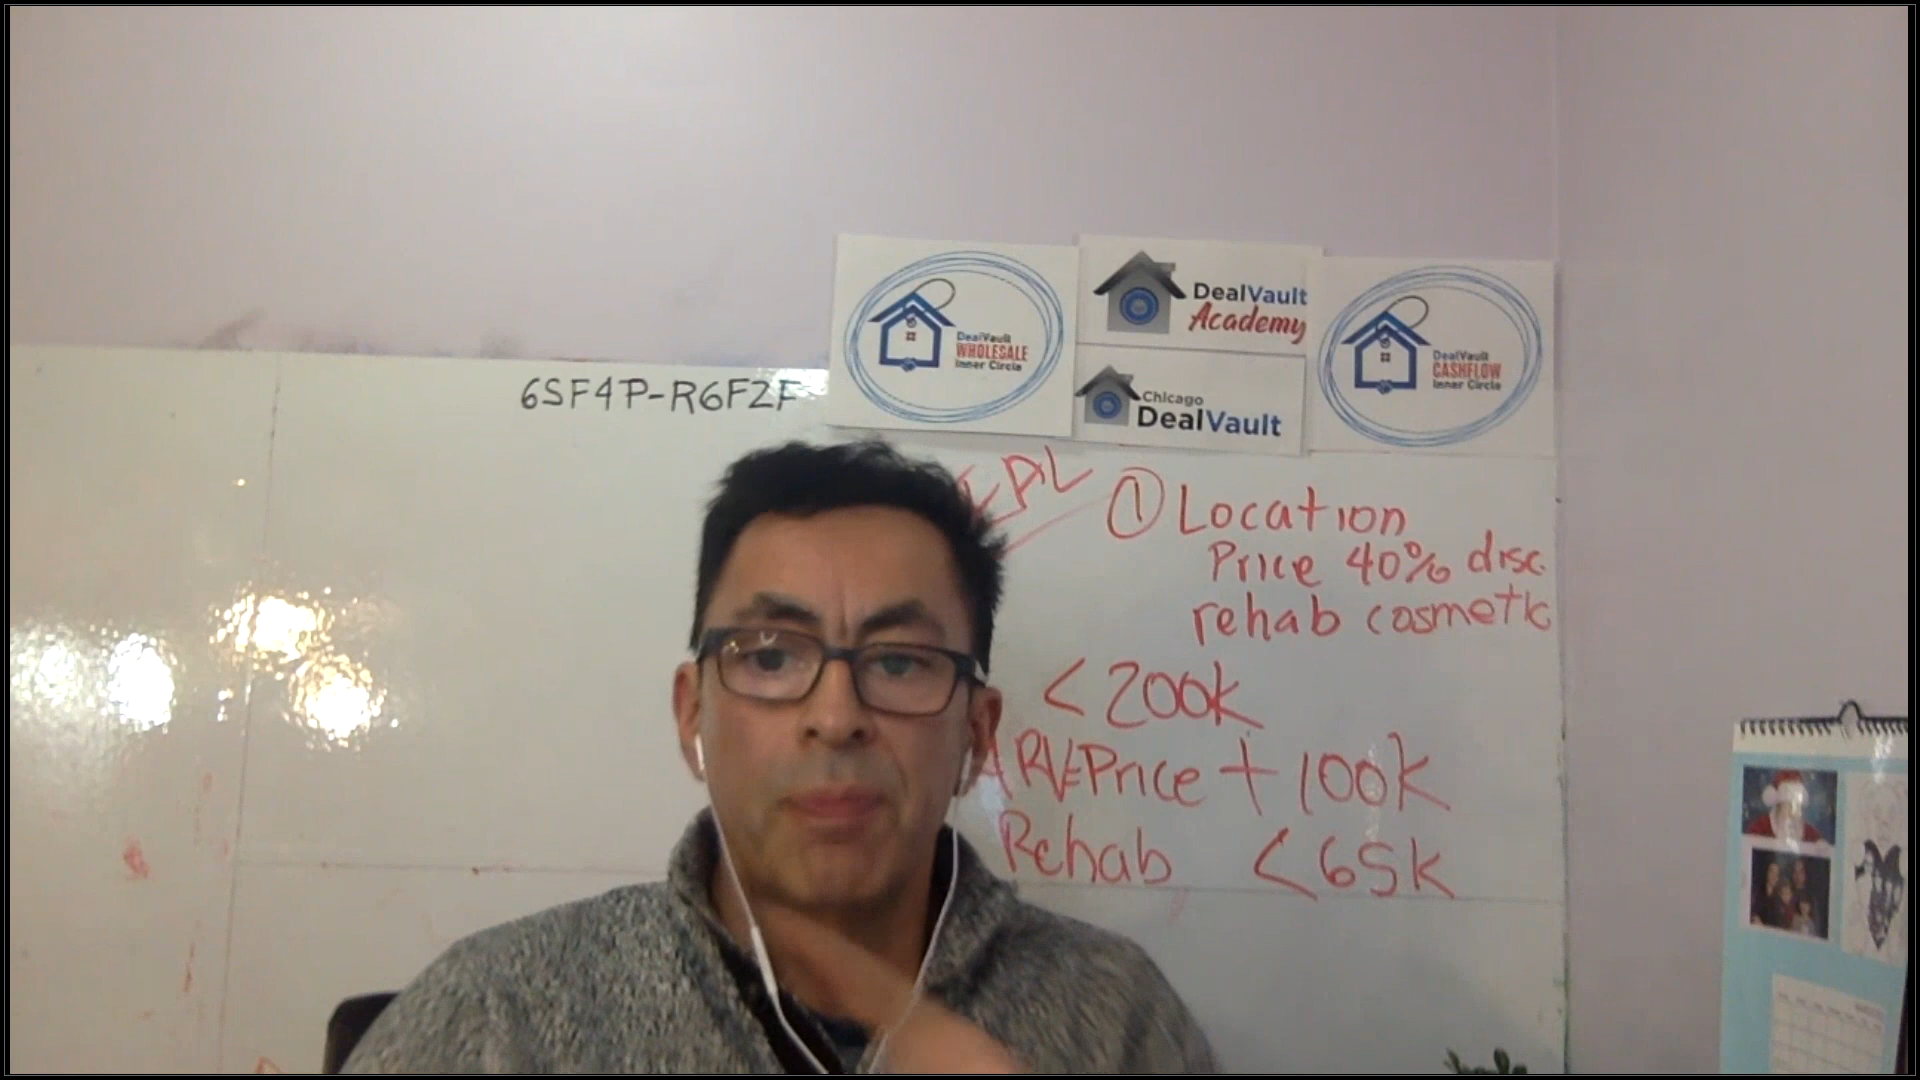 6SF4P-R6F2F
DealVault
WHOLESALE
Inner Circle
DealVault
Academy
Chicago
DealVault
DealVault
CASHFLOW
Inner Circle
① Location
Price 40% disc.
rehab cosmetic
< 200k
ARV=Price + 100k
Rehab < 65k